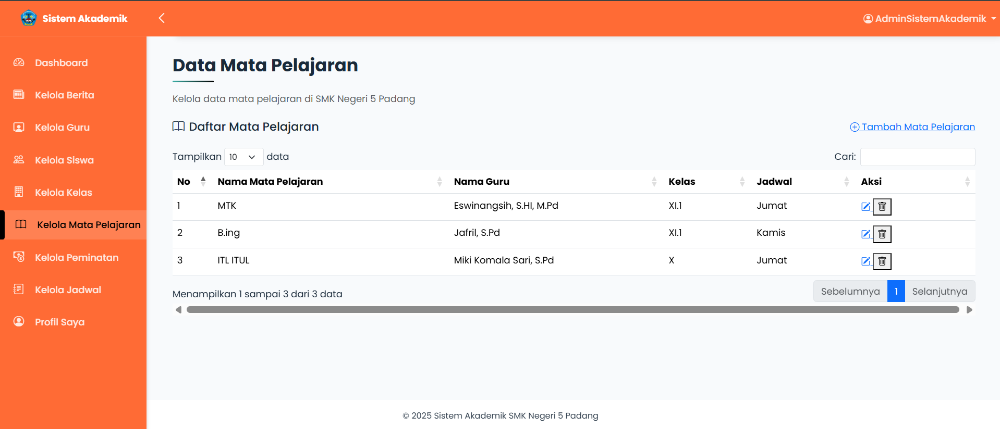 Sistem Akademik
AdminSistemAkademik
Dashboard
Kelola Berita
Kelola Guru
Kelola Siswa
Kelola Kelas
Kelola Mata Pelajaran
Kelola Peminatan
Kelola Jadwal
Profil Saya
Data Mata Pelajaran
Kelola data mata pelajaran di SMK Negeri 5 Padang
Daftar Mata Pelajaran
Tambah Mata Pelajaran
Tampilkan 10 data
Cari:
No Nama Mata Pelajaran Nama Guru Kelas Jadwal Aksi
1 MTK Eswinangsih, S.HI, M.Pd XI.1 Jumat
2 B.ing Jafril, S.Pd XI.1 Kamis
3 ITL ITUL Miki Komala Sari, S.Pd X Jumat
Menampilkan 1 sampai 3 dari 3 data
Sebelumnya 1 Selanjutnya
© 2025 Sistem Akademik SMK Negeri 5 Padang